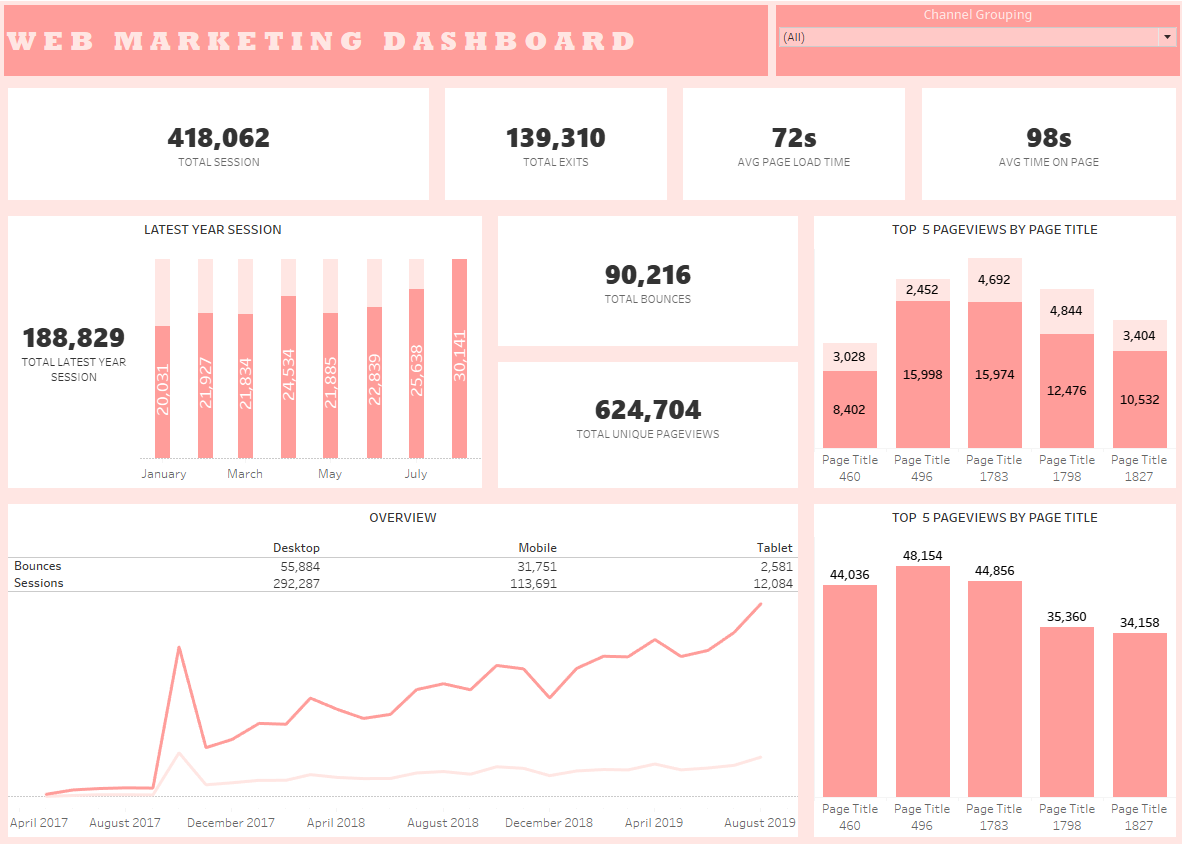 WEB MARKETING DASHBOARD
Channel Grouping
(All)
418,062
TOTAL SESSION
139,310
TOTAL EXITS
72s
AVG PAGE LOAD TIME
98s
AVG TIME ON PAGE
LATEST YEAR SESSION
188,829
TOTAL LATEST YEAR
SESSION
20,031
21,927
21,834
24,534
21,885
22,839
25,638
30,141
January March May July
90,216
TOTAL BOUNCES
624,704
TOTAL UNIQUE PAGEVIEWS
TOP 5 PAGEVIEWS BY PAGE TITLE
3,028 2,452 4,692 4,844 3,404
8,402 15,998 15,974 12,476 10,532
Page Title Page Title Page Title Page Title Page Title
460 496 1783 1798 1827
OVERVIEW
Desktop Mobile Tablet
Bounces 55,884 31,751 2,581
Sessions 292,287 113,691 12,084
April 2017 August 2017 December 2017 April 2018 August 2018 December 2018 April 2019 August 2019
TOP 5 PAGEVIEWS BY PAGE TITLE
44,036 48,154 44,856 35,360 34,158
Page Title Page Title Page Title Page Title Page Title
460 496 1783 1798 1827